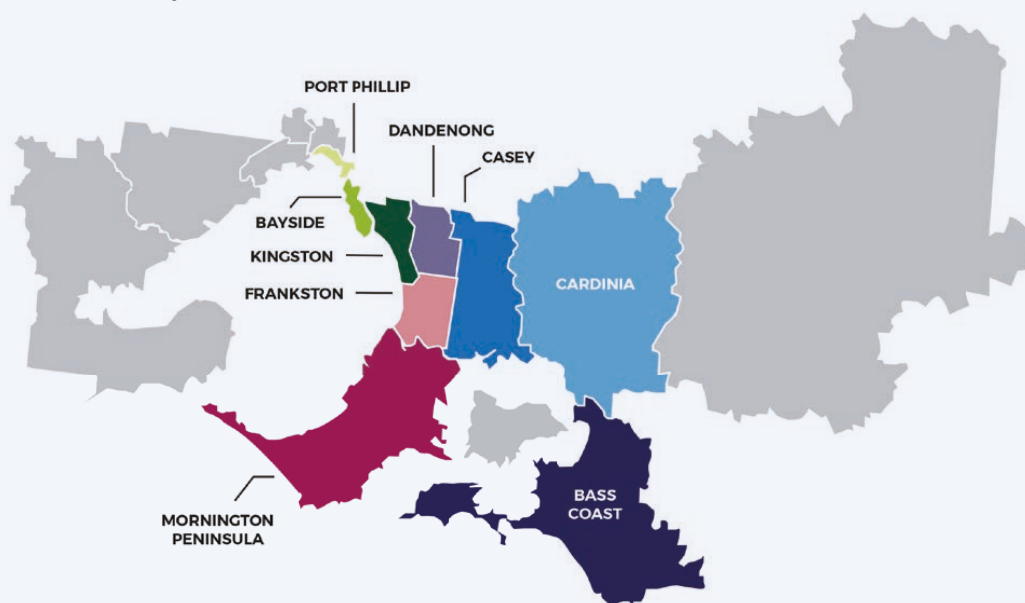 PORT PHILLIP
DANDENONG
CASEY
BAYSIDE
KINGSTON
FRANKSTON
CARDINIA
MORNINGTON
PENINSULA
BASS
COAST